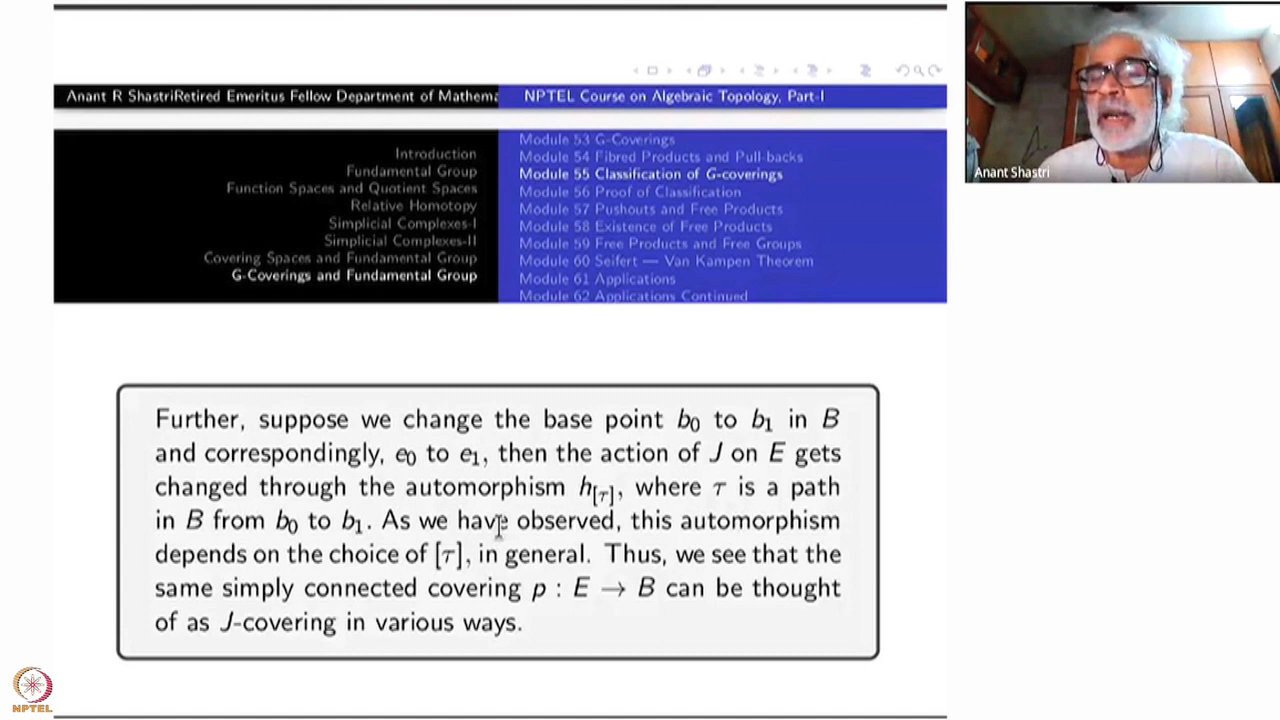 Anant R ShastriRetired Emeritus Fellow Department of Mathema
NPTEL Course on Algebraic Topology, Part-I
Introduction
Fundamental Group
Function Spaces and Quotient Spaces
Relative Homotopy
Simplicial Complexes-I
Simplicial Complexes-II
Covering Spaces and Fundamental Group
G-Coverings and Fundamental Group
Module 53 G-Coverings
Module 54 Fibred Products and Pull-backs
Module 55 Classification of G-coverings
Module 56 Proof of Classification
Module 57 Pushouts and Free Products
Module 58 Existence of Free Products
Module 59 Free Products and Free Groups
Module 60 Seifert — Van Kampen Theorem
Module 61 Applications
Module 62 Applications Continued
Further, suppose we change the base point b₀ to b₁ in B
and correspondingly, e₀ to e₁, then the action of J on E gets
changed through the automorphism h_[τ], where τ is a path
in B from b₀ to b₁. As we have observed, this automorphism
depends on the choice of [τ], in general. Thus, we see that the
same simply connected covering p : E → B can be thought
of as J-covering in various ways.
Anant Shastri
NPTEL